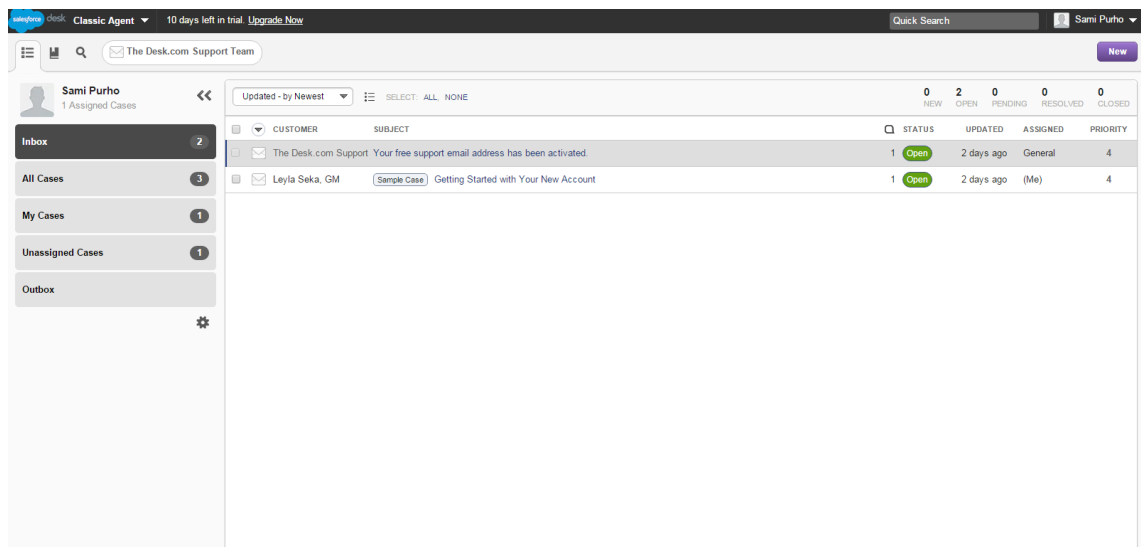 salesforce desk Classic Agent 10 days left in trial. Upgrade Now Quick Search Sami Purho
The Desk.com Support Team New
Sami Purho
1 Assigned Cases
Inbox 2
All Cases 3
My Cases 1
Unassigned Cases 1
Outbox
Updated - by Newest SELECT: ALL, NONE
0 NEW 2 OPEN 0 PENDING 0 RESOLVED 0 CLOSED
CUSTOMER SUBJECT STATUS UPDATED ASSIGNED PRIORITY
The Desk.com Support Your free support email address has been activated. 1 Open 2 days ago General 4
Leyla Seka, GM Sample Case Getting Started with Your New Account 1 Open 2 days ago (Me) 4